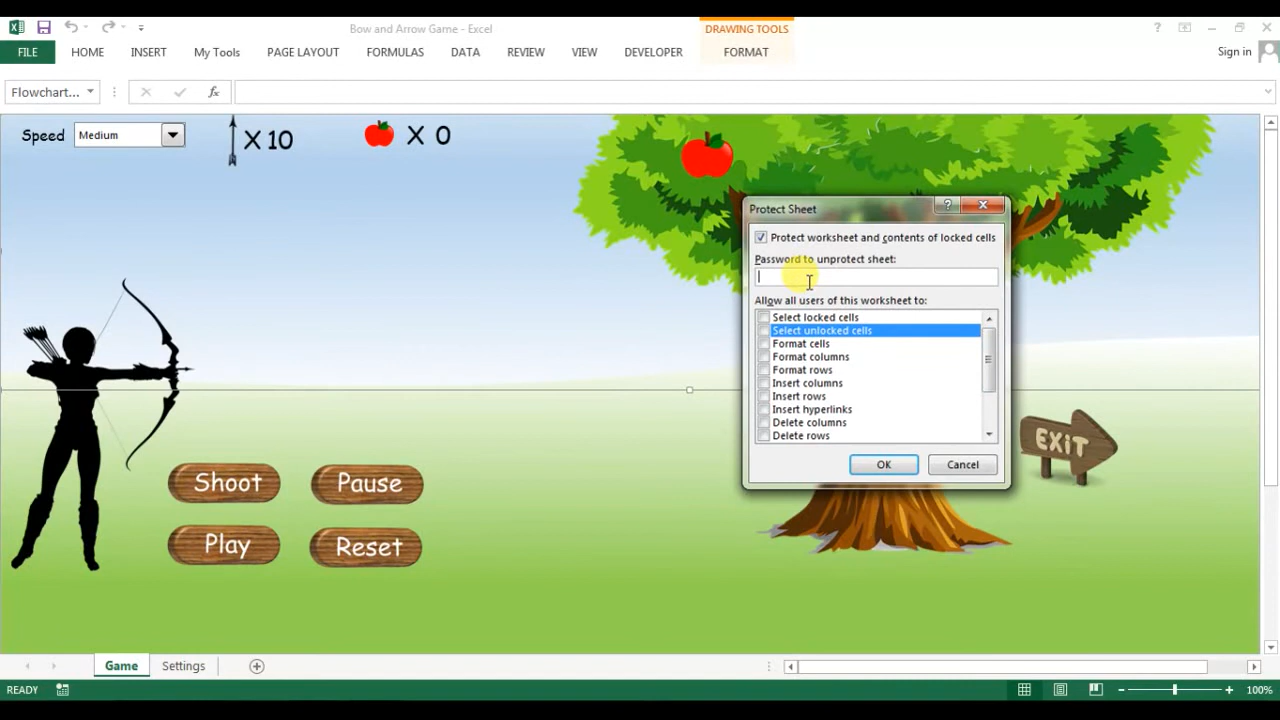 Bow and Arrow Game - Excel
DRAWING TOOLS
?
FILE HOME INSERT My Tools PAGE LAYOUT FORMULAS DATA REVIEW VIEW DEVELOPER FORMAT Sign in
Flowchart... fx
Speed Medium X 10 X 0
Protect Sheet ?
Protect worksheet and contents of locked cells
Password to unprotect sheet:
Allow all users of this worksheet to:
Select locked cells
Select unlocked cells
Format cells
Format columns
Format rows
Insert columns
Insert rows
Insert hyperlinks
Delete columns
Delete rows
OK Cancel
EXiT
Shoot Pause
Play Reset
Game Settings
READY 100%